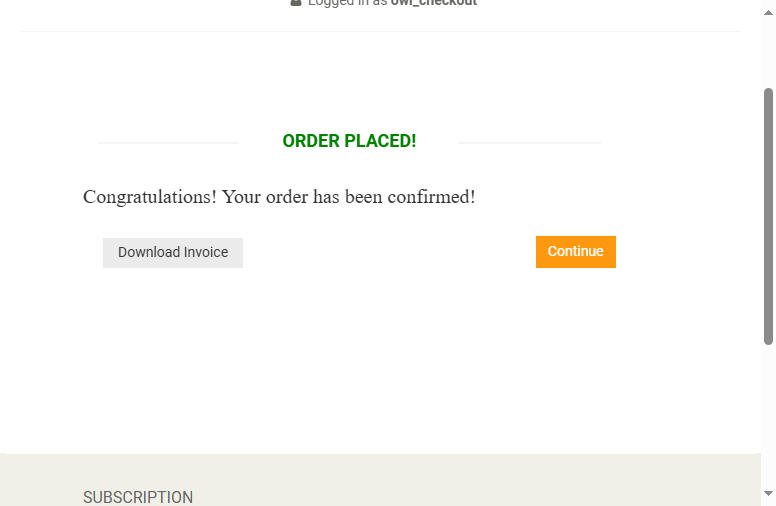 Logged in as owl_checkout
ORDER PLACED!
Congratulations! Your order has been confirmed!
Download Invoice
Continue
SUBSCRIPTION